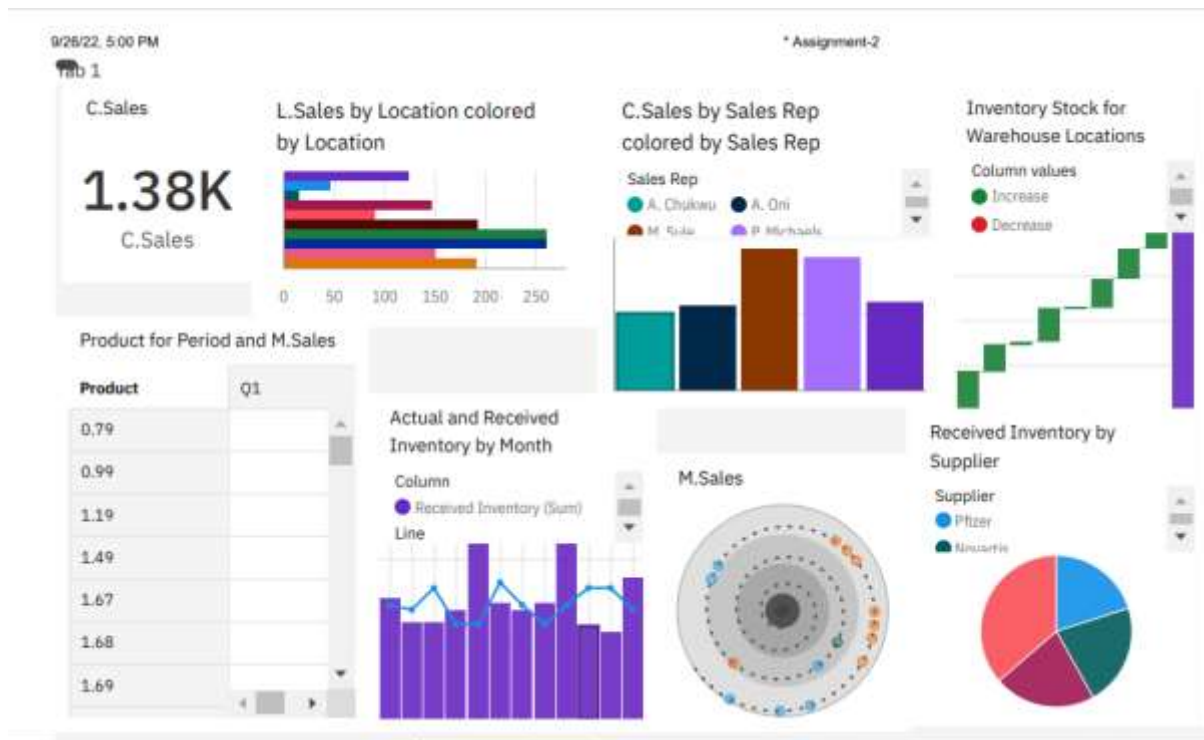 9/26/22, 5:00 PM
* Assignment-2
Tab 1
C.Sales
1.38K
C.Sales
L.Sales by Location colored
by Location
0 50 100 150 200 250
C.Sales by Sales Rep
colored by Sales Rep
Sales Rep
A. Chukwu A. Oni
M. Sule P. Michaels
Inventory Stock for
Warehouse Locations
Column values
Increase
Decrease
Product for Period and M.Sales
Product Q1
0.79
0.99
1.19
1.49
1.67
1.68
1.69
Actual and Received
Inventory by Month
Column
Received Inventory (Sum)
Line
M.Sales
Received Inventory by
Supplier
Supplier
Pfizer
Novartis